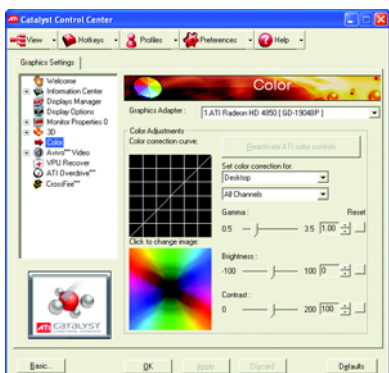 Catalyst Control Center
View Hotkeys Profiles Preferences Help
Graphics Settings
Welcome
Information Center
Displays Manager
Display Options
Monitor Properties 0
3D
Color
Avivo™ Video
VPU Recover
ATI Overdrive™
CrossFire™
ATI CATALYST
CONTROL CENTER
Color
Graphics Adapter : 1.ATI Radeon HD 4850 [ GD-1904BP ]
Color Adjustments
Color correction curve:
Reactivate ATI color controls
Set color correction for:
Desktop
All Channels
Gamma : Reset
0.5 3.5 1.00
Click to change image:
Brightness :
-100 100 0
Contrast :
0 200 100
Basic... OK Apply Discard Defaults